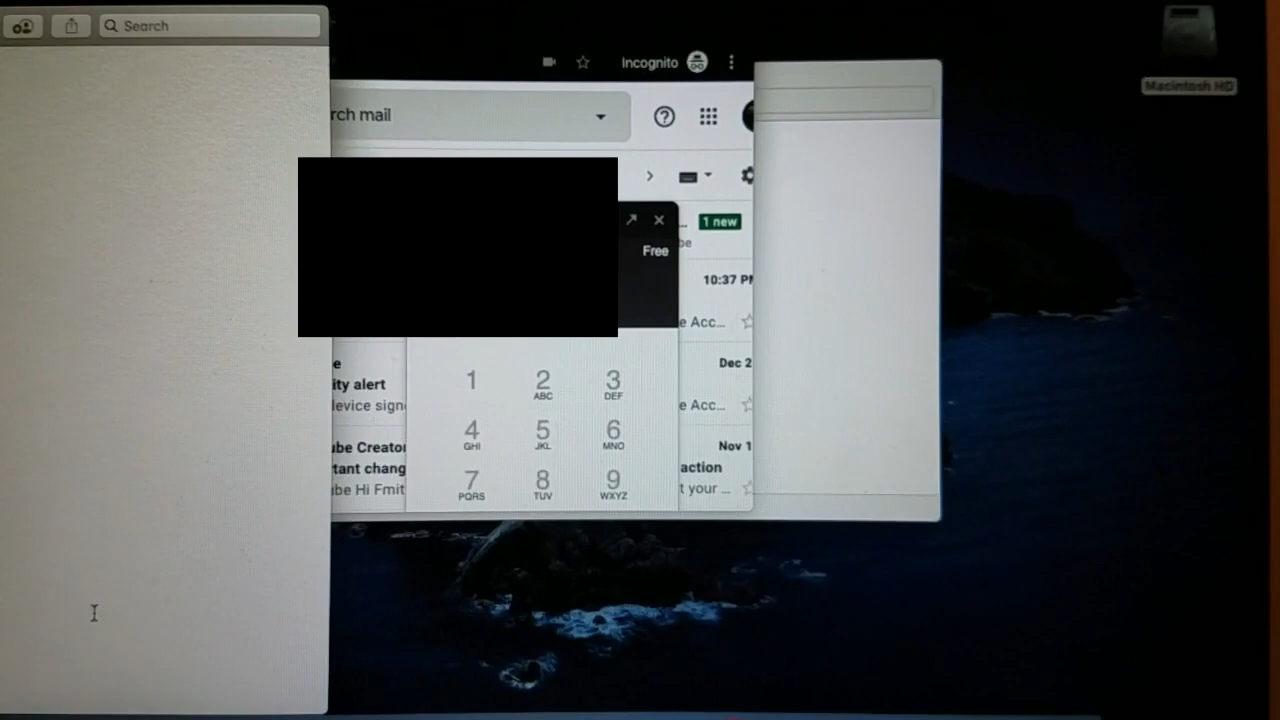 Search
Incognito
Macintosh HD
rch mail
1 new
be
Free
10:37 PM
e Acc...
e
ity alert
levice sign
Dec 2
e Acc...
ube Creator
tant chang
ube Hi Fmit
Nov 1
action
t your ...
1
2
ABC
3
DEF
4
GHI
5
JKL
6
MNO
7
PQRS
8
TUV
9
WXYZ